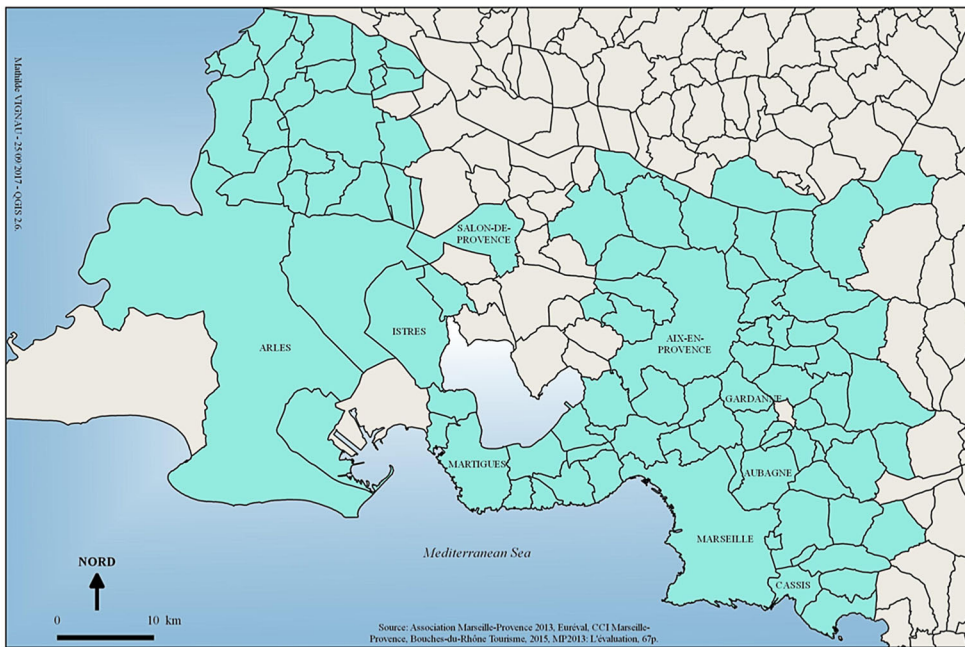 Mathilde VIGNAU - 25/09/2017 - QGIS 2.6.
SALON-DE-
PROVENCE
ISTRES
ARLES
AIX-EN-
PROVENCE
GARDANNE
MARTIGUES
AUBAGNE
MARSEILLE
CASSIS
Mediterranean Sea
NORD
0 10 km
Source: Association Marseille-Provence 2013, Euréval, CCI Marseille-
Provence, Bouches-du-Rhône Tourisme, 2015, MP2013: L'évaluation, 67p.